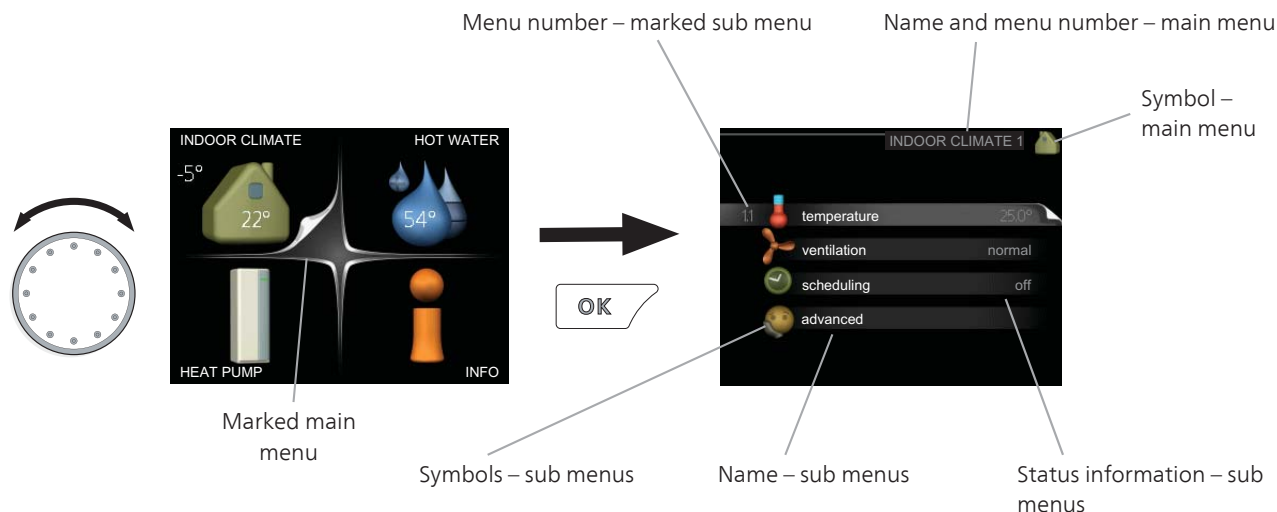 Menu number – marked sub menu
Name and menu number – main menu
Symbol –
main menu
INDOOR CLIMATE
HOT WATER
-5°
22°
54°
HEAT PUMP
INFO
Marked main
menu
OK
INDOOR CLIMATE 1
1.1 temperature 25.0°
ventilation normal
scheduling off
advanced
Symbols – sub menus
Name – sub menus
Status information – sub
menus